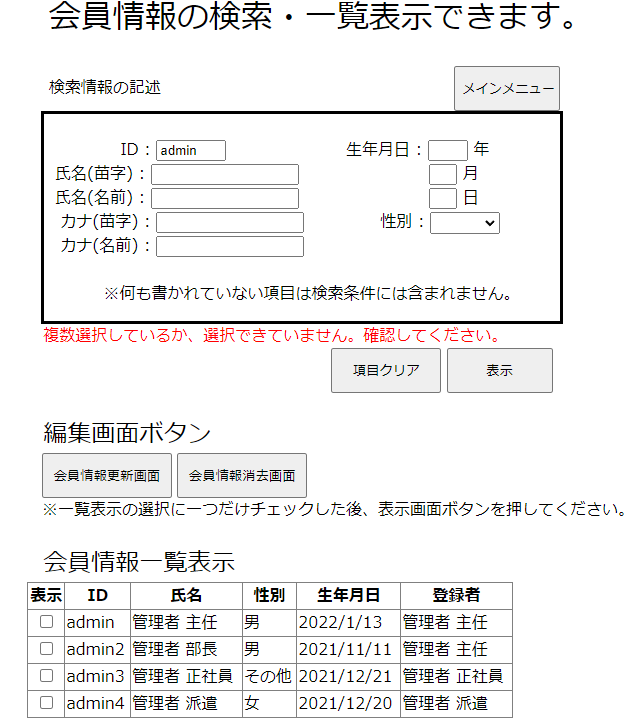 会員情報の検索・一覧表示できます。
検索情報の記述
メインメニュー
ID : admin
生年月日 : 年
氏名(苗字) : 月
氏名(名前) : 日
カナ(苗字) : 性別 :
カナ(名前) :
※何も書かれていない項目は検索条件には含まれません。
複数選択しているか、選択できていません。確認してください。
項目クリア 表示
編集画面ボタン
会員情報更新画面 会員情報消去画面
※一覧表示の選択に一つだけチェックした後、表示画面ボタンを押してください。
会員情報一覧表示
表示 ID 氏名 性別 生年月日 登録者
admin 管理者 主任 男 2022/1/13 管理者 主任
admin2 管理者 部長 男 2021/11/11 管理者 主任
admin3 管理者 正社員 その他 2021/12/21 管理者 正社員
admin4 管理者 派遣 女 2021/12/20 管理者 派遣